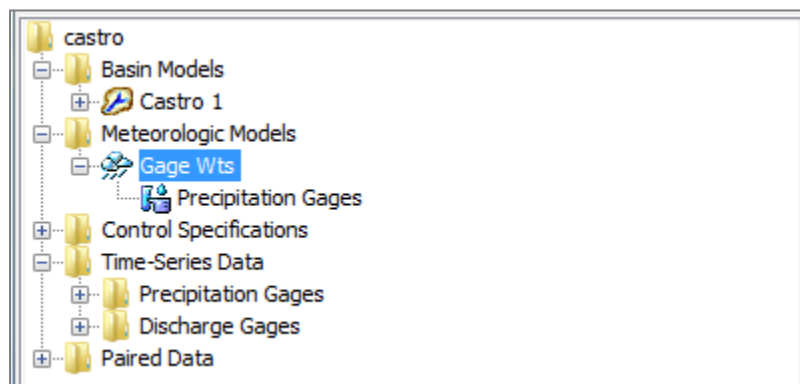 castro
Basin Models
Castro 1
Meteorologic Models
Gage Wts
Precipitation Gages
Control Specifications
Time-Series Data
Precipitation Gages
Discharge Gages
Paired Data